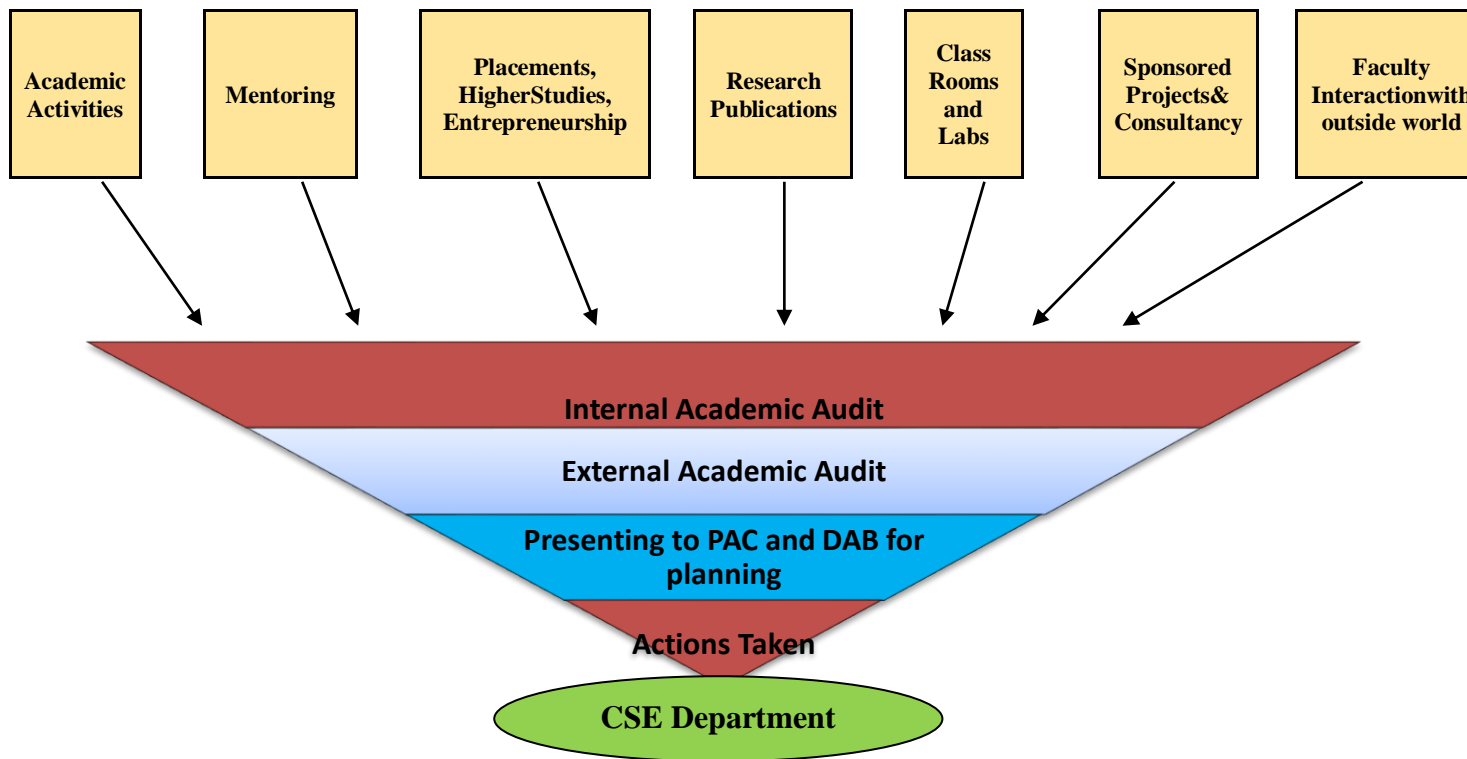 Academic
Activities
Mentoring
Placements,
HigherStudies,
Entrepreneurship
Research
Publications
Class
Rooms
and
Labs
Sponsored
Projects&
Consultancy
Faculty
Interactionwith
outside world
Internal Academic Audit
External Academic Audit
Presenting to PAC and DAB for
planning
Actions Taken
CSE Department